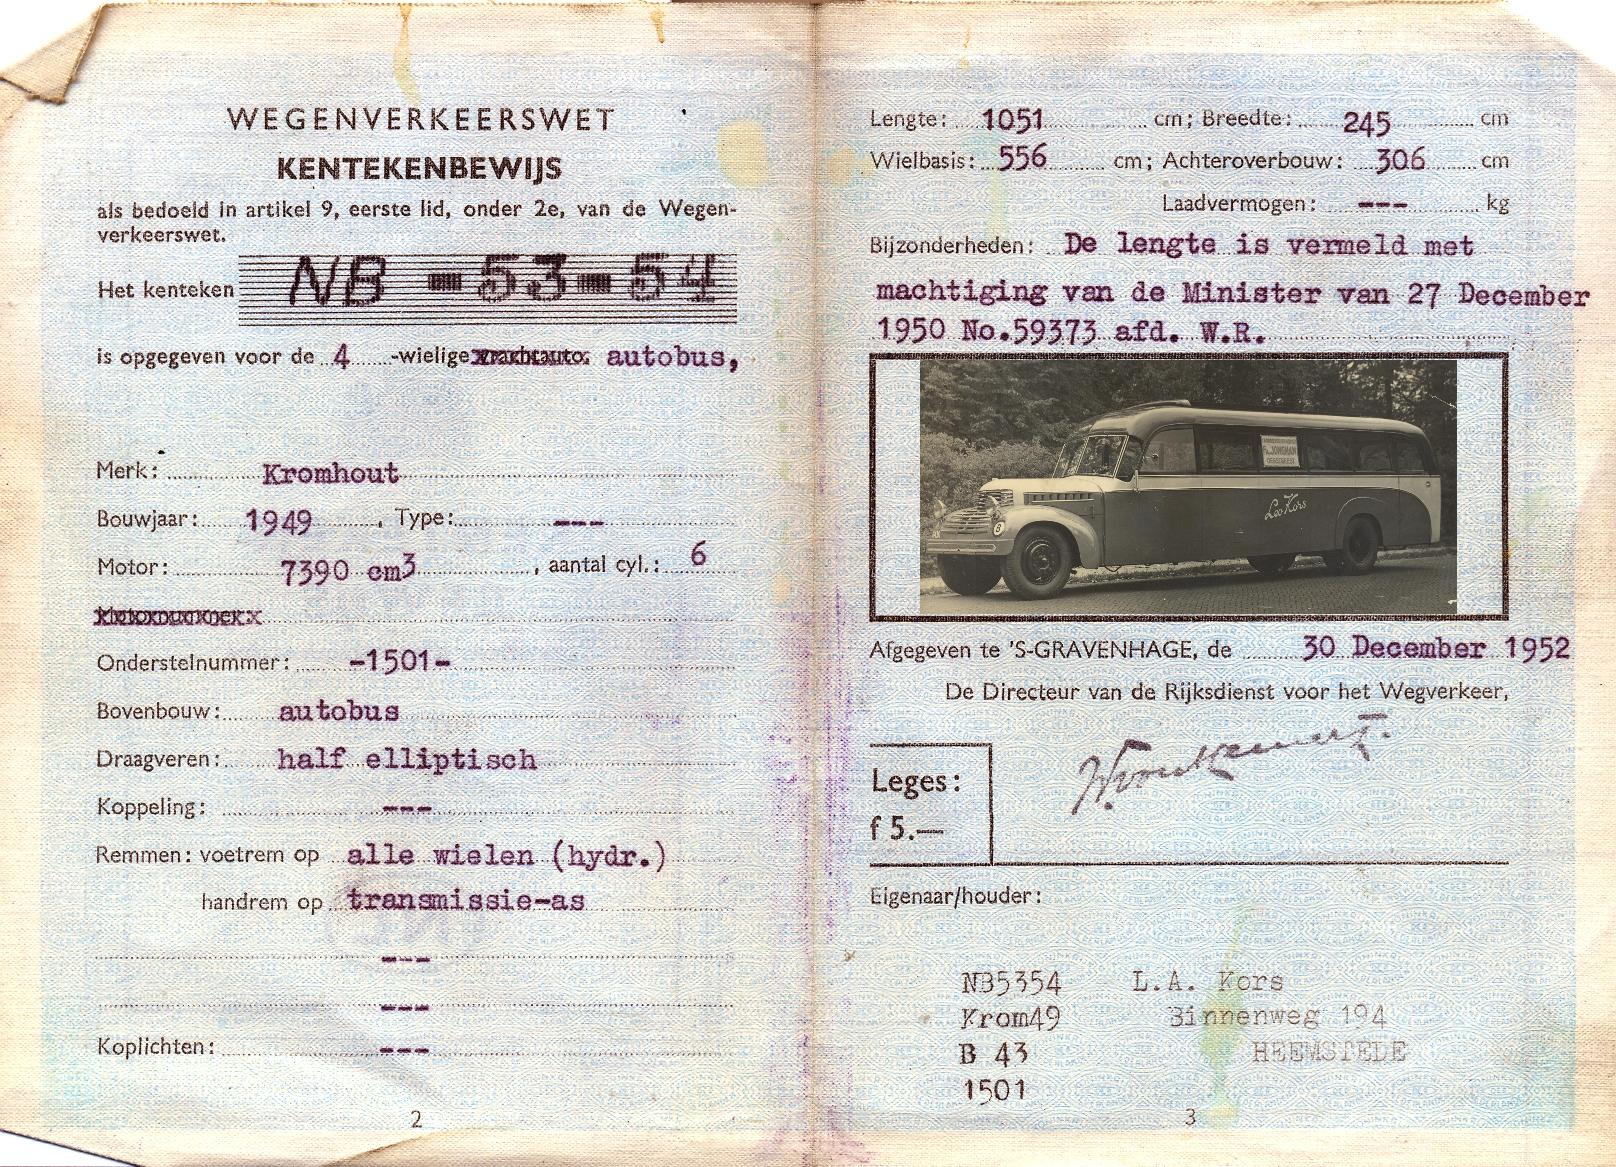 WEGENVERKEERSWET
KENTEKENBEWIJS
als bedoeld in artikel 9, eerste lid, onder 2e, van de Wegen-
verkeerswet.
Het kenteken NB-53-54
is opgegeven voor de 4 -wielige vrachtauto. autobus,
Merk: Kromhout
Bouwjaar: 1949 , Type: ---
Motor: 7390 cm3 , aantal cyl.: 6
Motornummer
Onderstelnummer: -1501-
Bovenbouw: autobus
Draagveren: half elliptisch
Koppeling: ---
Remmen: voetrem op alle wielen (hydr.)
handrem op transmissie-as
---
---
Koplichten: ---
2
Lengte: 1051 cm; Breedte: 245 cm
Wielbasis: 556 cm; Achteroverbouw: 306 cm
Laadvermogen: --- kg
Bijzonderheden: De lengte is vermeld met
machtiging van de Minister van 27 December
1950 No.59373 afd. W.R.
JONGMAN
Loo Kors
Afgegeven te 'S-GRAVENHAGE, de 30 December 1952
De Directeur van de Rijksdienst voor het Wegverkeer,
Leges:
f 5.—
Eigenaar/houder:
NB5354 L.A. Kors
Krom49 Binnenweg 194
B 43 HEEMSTEDE
1501
3